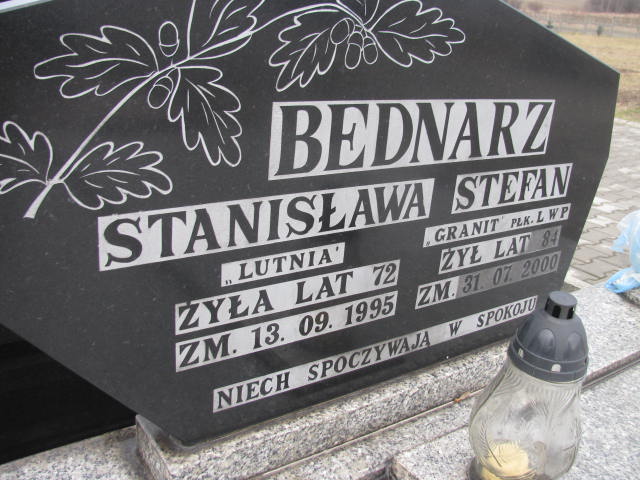 BEDNARZ
STANISŁAWA
„LUTNIA"
ŻYŁA LAT 72
ZM. 13.09.1995
STEFAN
„GRANIT" PŁK. LWP
ŻYŁ LAT 84
ZM. 31.07.2000
NIECH SPOCZYWAJĄ W SPOKOJU